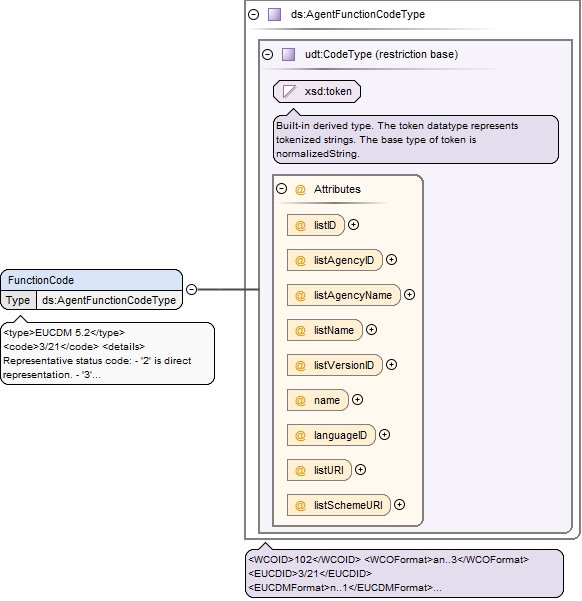 ds:AgentFunctionCodeType
udt:CodeType (restriction base)
xsd:token
Built-in derived type. The token datatype represents
tokenized strings. The base type of token is
normalizedString.
@ Attributes
@ listID
@ listAgencyID
@ listAgencyName
@ listName
@ listVersionID
@ name
@ languageID
@ listURI
@ listSchemeURI
FunctionCode
Type ds:AgentFunctionCodeType
<type>EUCDM 5.2</type>
<code>3/21</code> <details>
Representative status code: - '2' is direct
representation. - '3'...
<WCOID>102</WCOID> <WCOFormat>an..3</WCOFormat>
<EUCDID>3/21</EUCDID>
<EUCDMFormat>n..1</EUCDMFormat>...